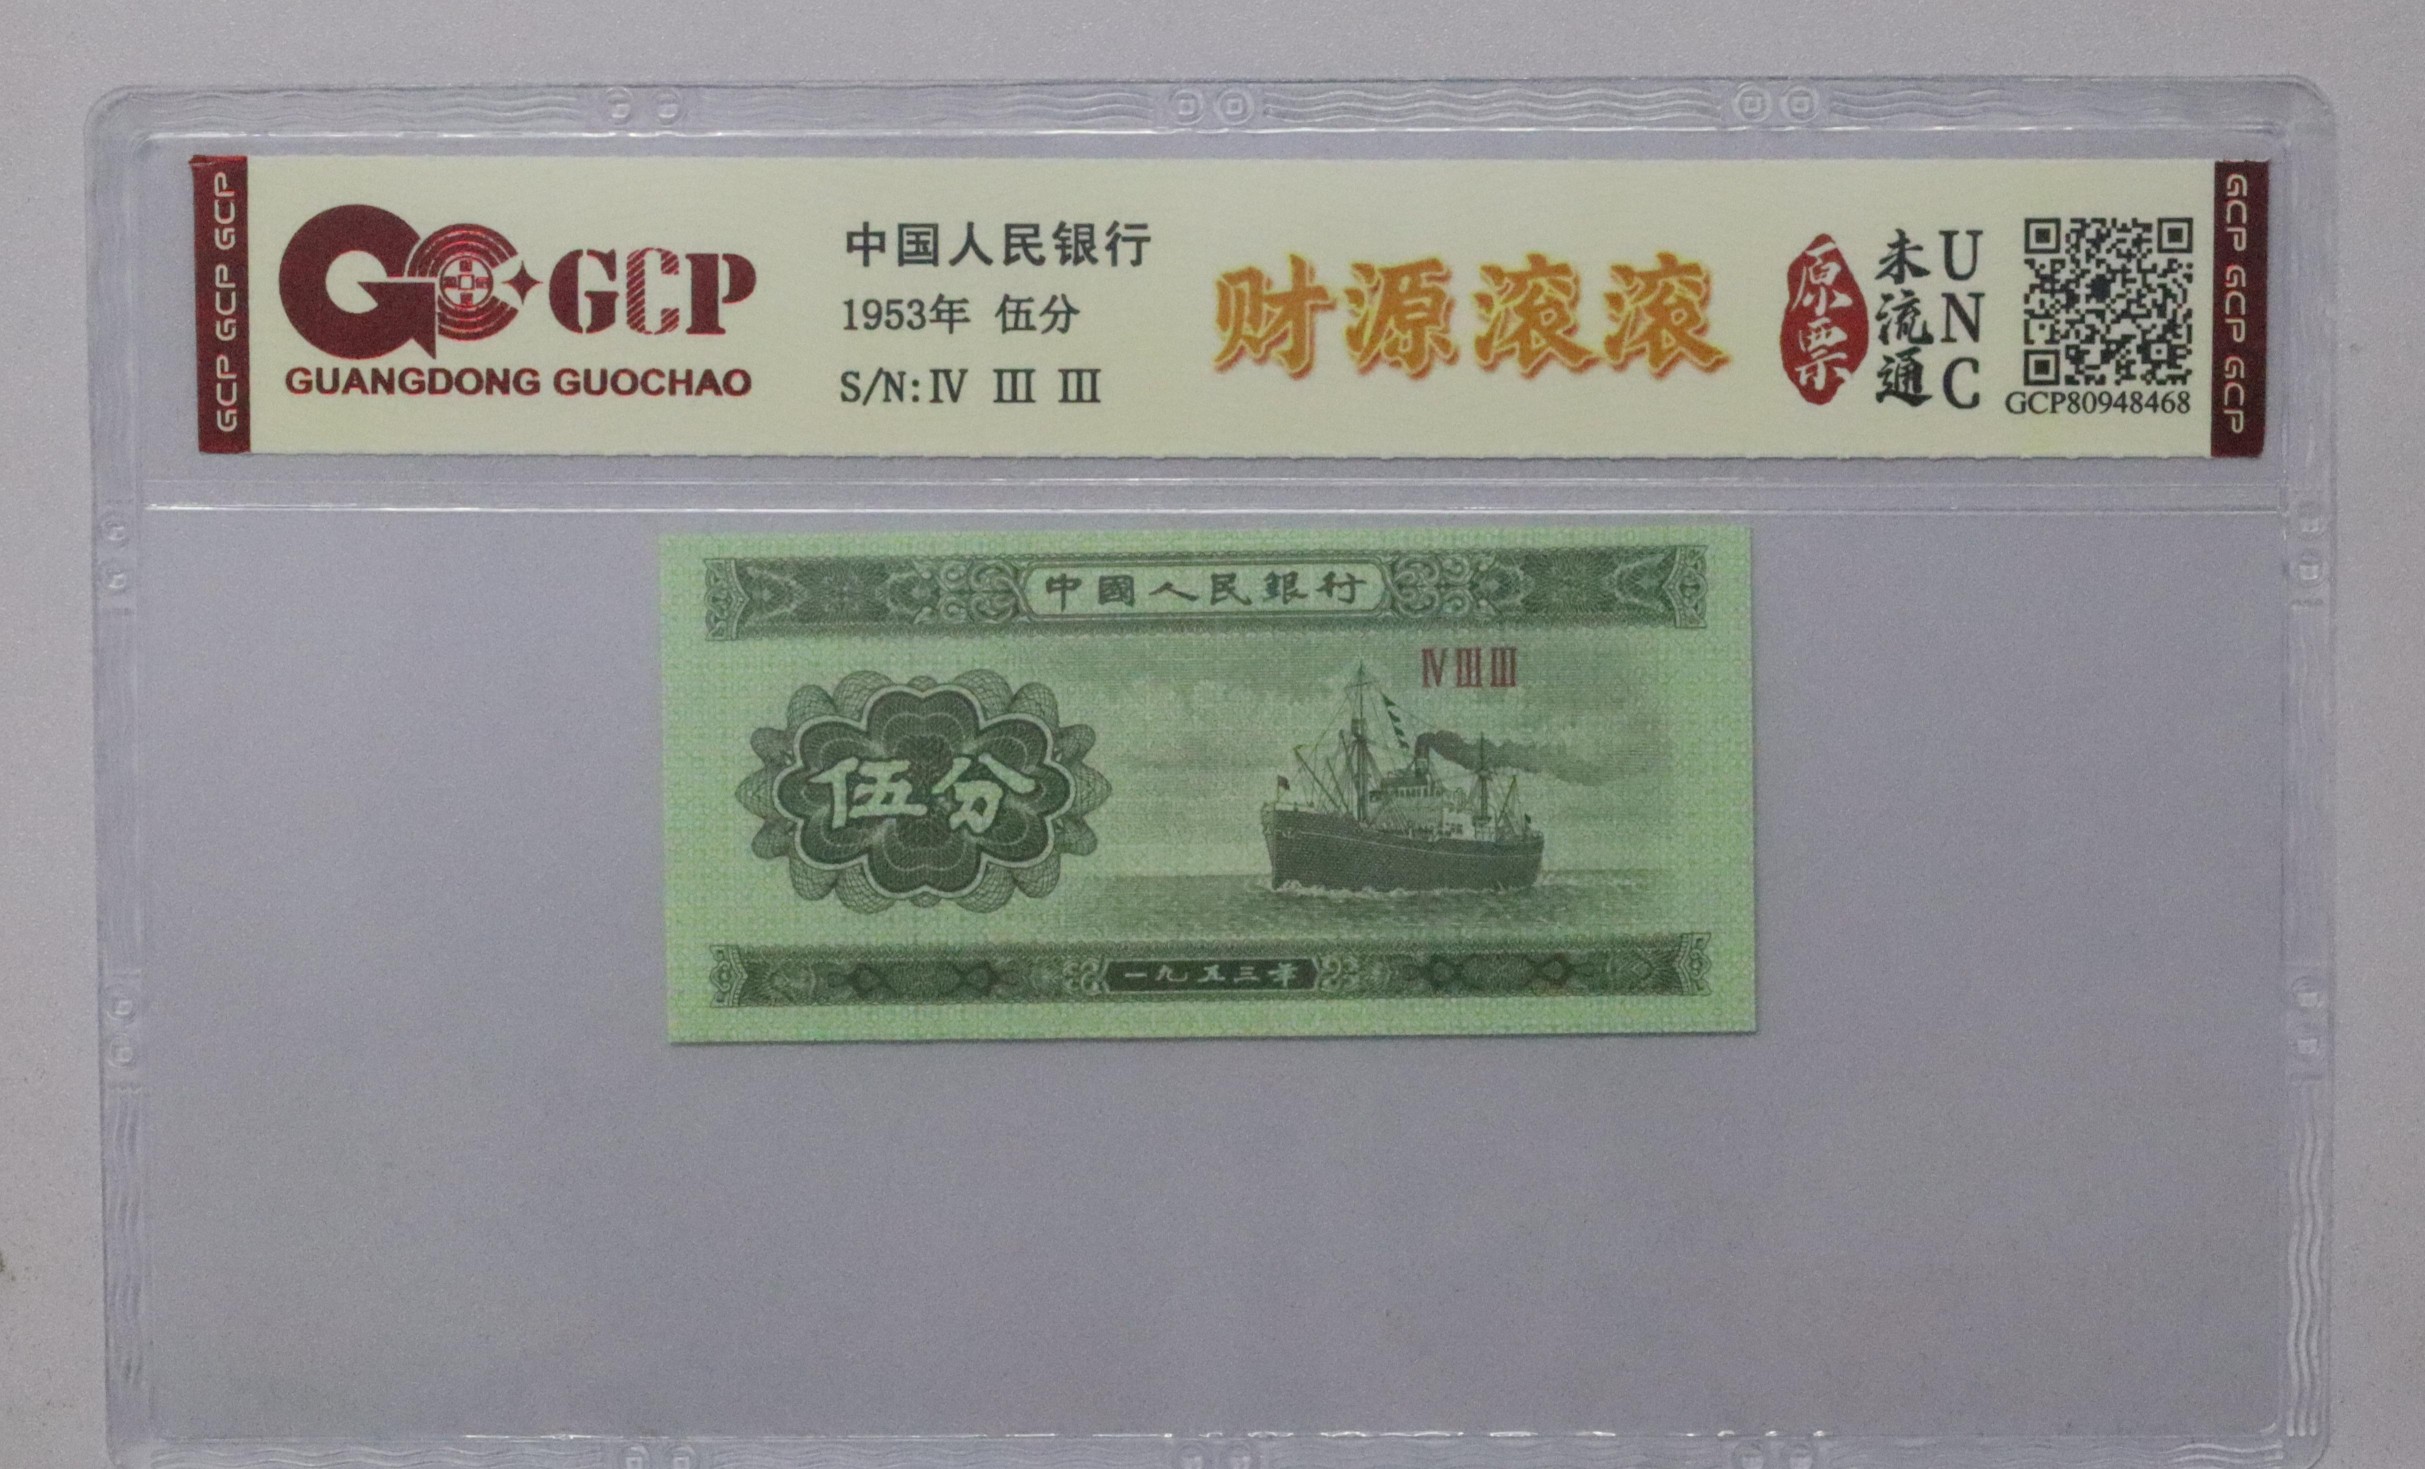 GCP GCP GCP
GCP
GUANGDONG GUOCHAO
中国人民银行
1953年 伍分
S/N: Ⅳ Ⅲ Ⅲ
财源滚滚
原票
未流通
UNC
GCP80948468
GCP GCP GCP
中國人民銀行
Ⅳ Ⅲ Ⅲ
伍分
一九五三年